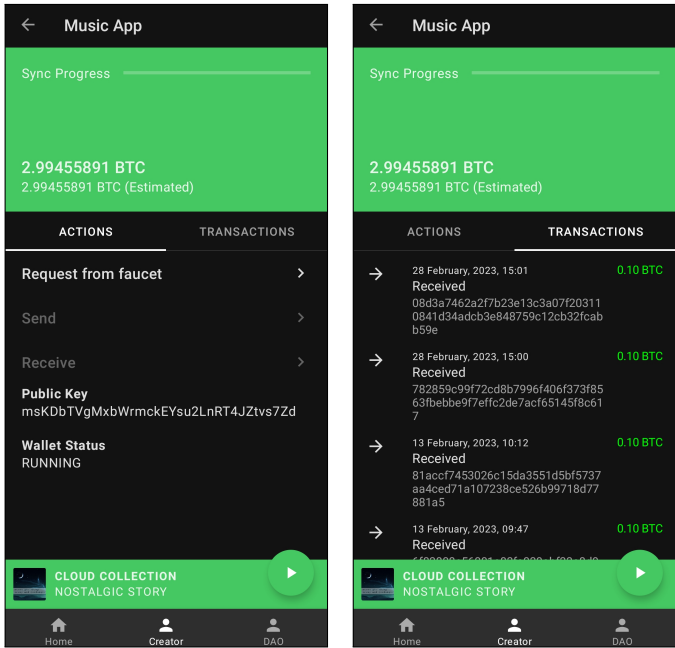 Music App
Sync Progress
2.99455891 BTC
2.99455891 BTC (Estimated)
ACTIONS
TRANSACTIONS
Request from faucet
Send
Receive
Public Key
msKDbTVgMxbWrmckEYsu2LnRT4JZtvs7Zd
Wallet Status
RUNNING
CLOUD COLLECTION
NOSTALGIC STORY
Home
Creator
DAO
Music App
Sync Progress
2.99455891 BTC
2.99455891 BTC (Estimated)
ACTIONS
TRANSACTIONS
28 February, 2023, 15:01
0.10 BTC
Received
08d3a7462a2f7b23e13c3a07f20311
0841d34adcb3e848759c12cb32fcab
b59e
28 February, 2023, 15:00
0.10 BTC
Received
782859c99f72cd8b7996f406f373f85
63fbebbe9f7effc2de7acf65145f8c61
7
13 February, 2023, 10:12
0.10 BTC
Received
81accf7453026c15da3551d5bf5737
aa4ced71a107238ce526b99718d77
881a5
13 February, 2023, 09:47
0.10 BTC
Received
CLOUD COLLECTION
NOSTALGIC STORY
Home
Creator
DAO